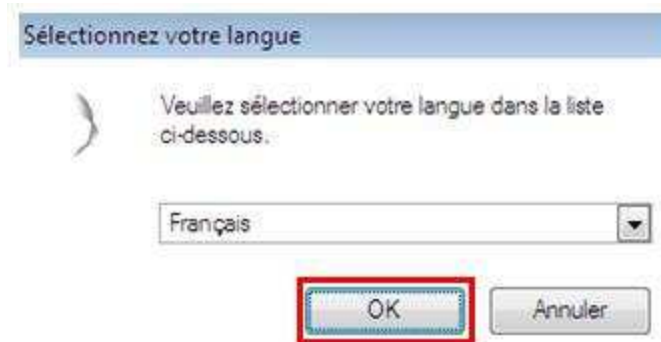 Sélectionnez votre langue
Veuillez sélectionner votre langue dans la liste
ci-dessous.
Français
OK
Annuler